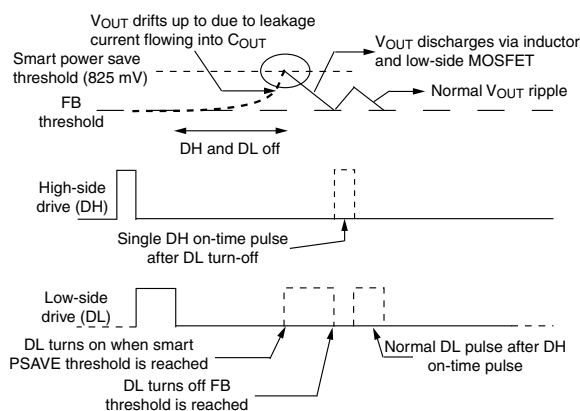 VOUT drifts up to due to leakage
current flowing into COUT
Smart power save
threshold (825 mV)
VOUT discharges via inductor
and low-side MOSFET
FB
threshold
Normal VOUT ripple
DH and DL off
High-side
drive (DH)
Single DH on-time pulse
after DL turn-off
Low-side
drive (DL)
DL turns on when smart
PSAVE threshold is reached
Normal DL pulse after DH
on-time pulse
DL turns off FB
threshold is reached